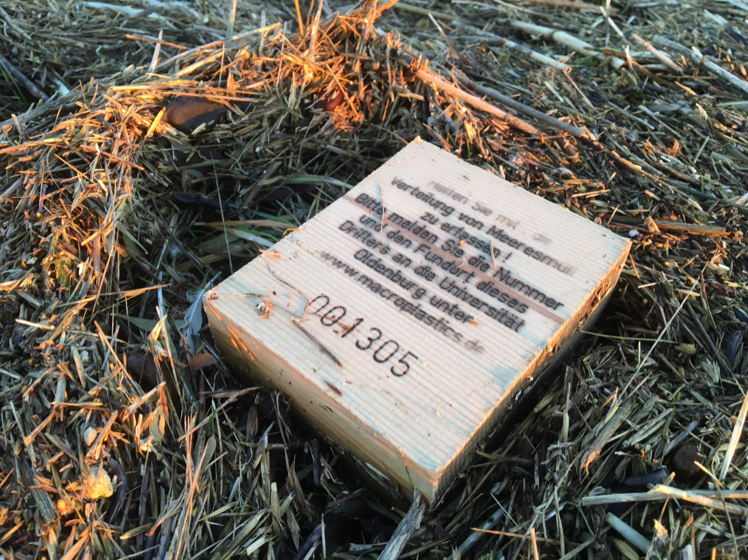 Helfen Sie mit, die
Verteilung von Meeresmüll
zu erfassen !
Bitte melden Sie die Nummer
und den Fundort dieses
Drifters an die Universität
Oldenburg unter
www.macroplastics.de
001305